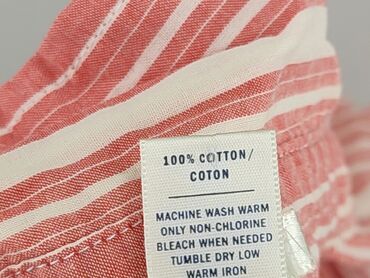 100% COTTON/
COTON
MACHINE WASH WARM
ONLY NON-CHLORINE
BLEACH WHEN NEEDED
TUMBLE DRY LOW
WARM IRON